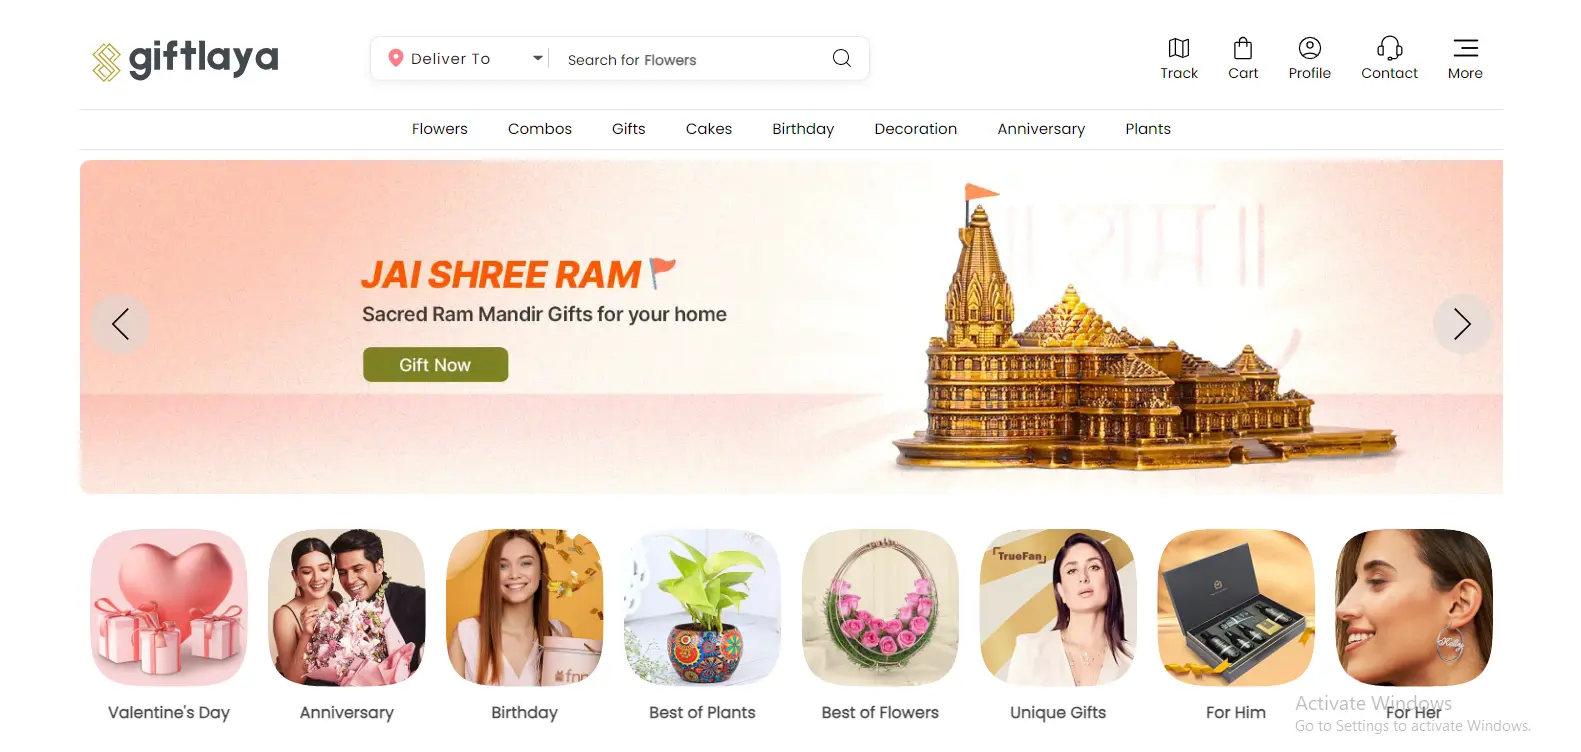 giftlaya
Deliver To
Search for Flowers
Track
Cart
Profile
Contact
More
Flowers
Combos
Gifts
Cakes
Birthday
Decoration
Anniversary
Plants
JAI SHREE RAM
Sacred Ram Mandir Gifts for your home
Gift Now
॥ राम ॥
TrueFan
fnp
Valentine's Day
Anniversary
Birthday
Best of Plants
Best of Flowers
Unique Gifts
For Him
For Her
Activate Windows
Go to Settings to activate Windows.